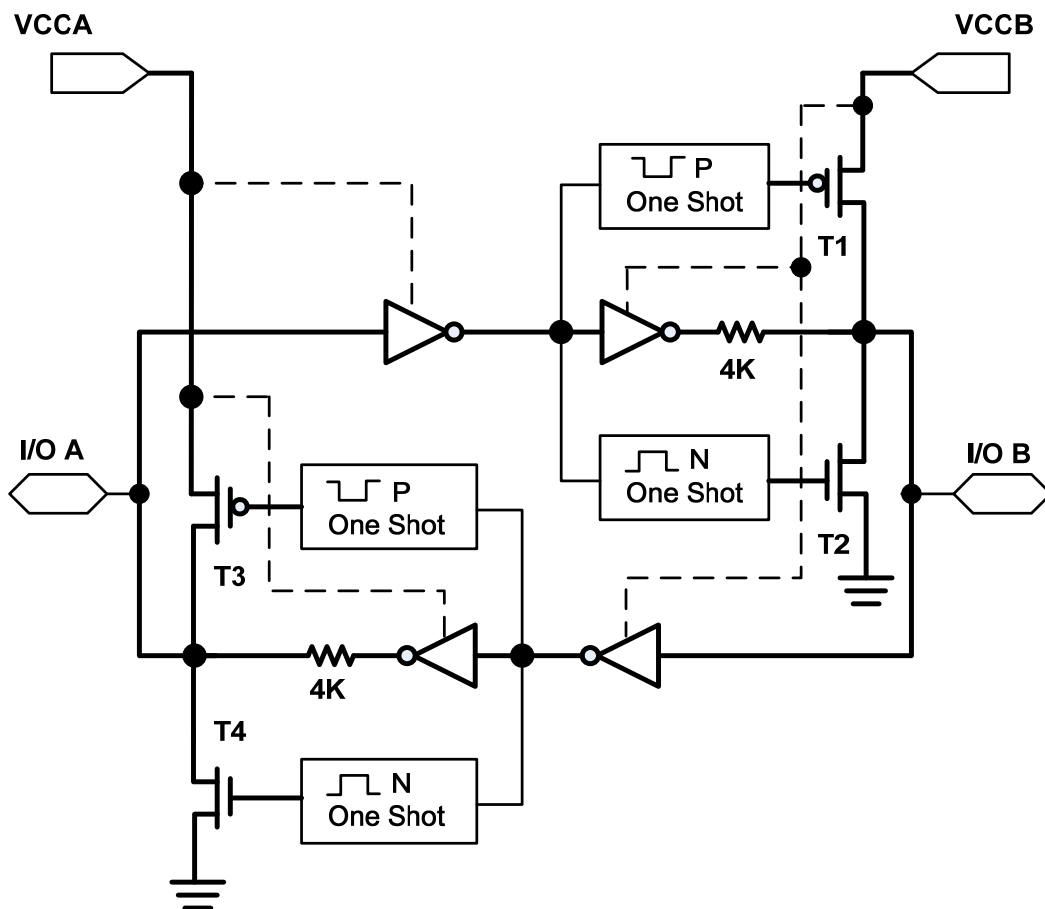 VCCA
VCCB
P
One Shot
T1
4K
I/O A
N
One Shot
I/O B
P
One Shot
T2
T3
4K
T4
N
One Shot